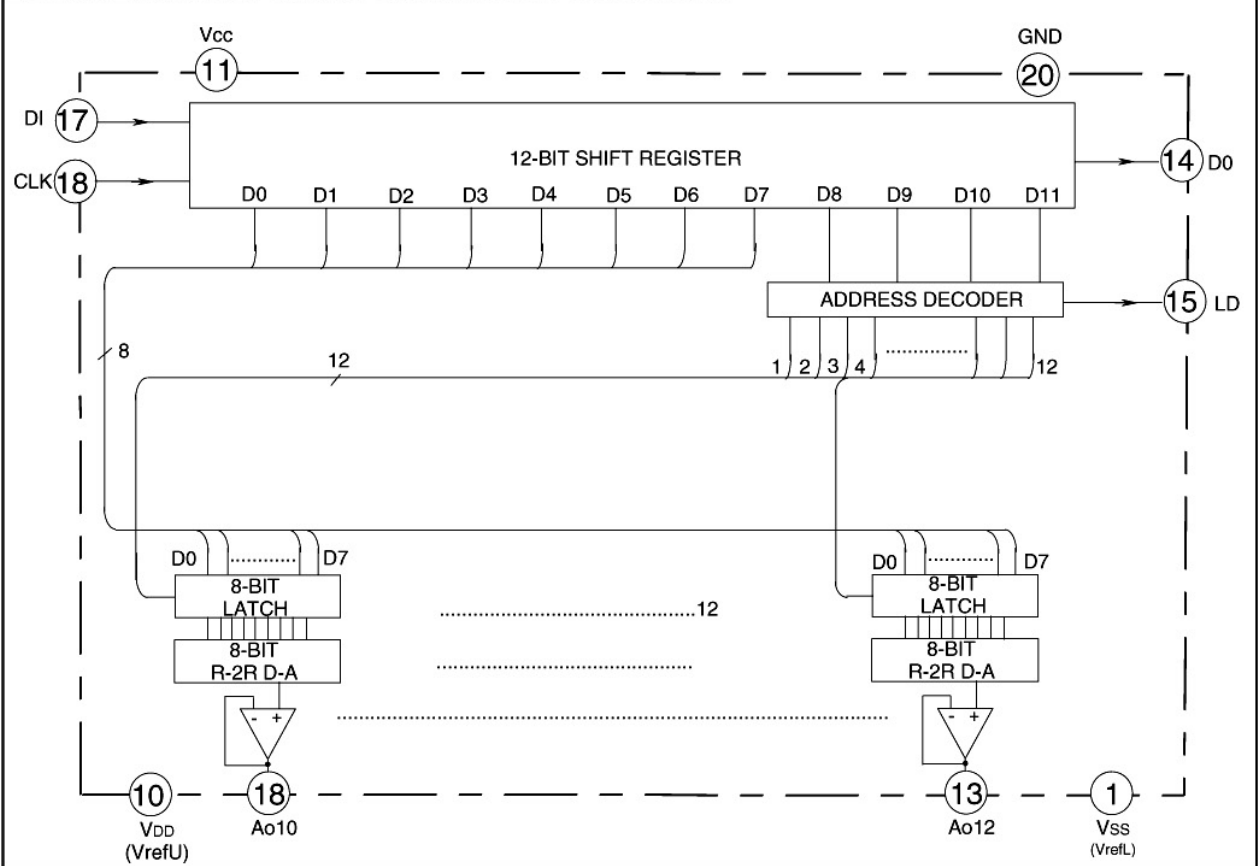 Vcc
GND
11
20
DI 17
12-BIT SHIFT REGISTER
14 D0
CLK 18
D0 D1 D2 D3 D4 D5 D6 D7 D8 D9 D10 D11
ADDRESS DECODER
15 LD
8
12
1 2 3 4 ................ 12
D0 ............ D7
D0 ............ D7
8-BIT
LATCH
8-BIT
LATCH
............................................12
8-BIT
R-2R D-A
8-BIT
R-2R D-A
- +
- +
10
18
13
1
VDD
(VrefU)
Ao10
Ao12
VSS
(VrefL)